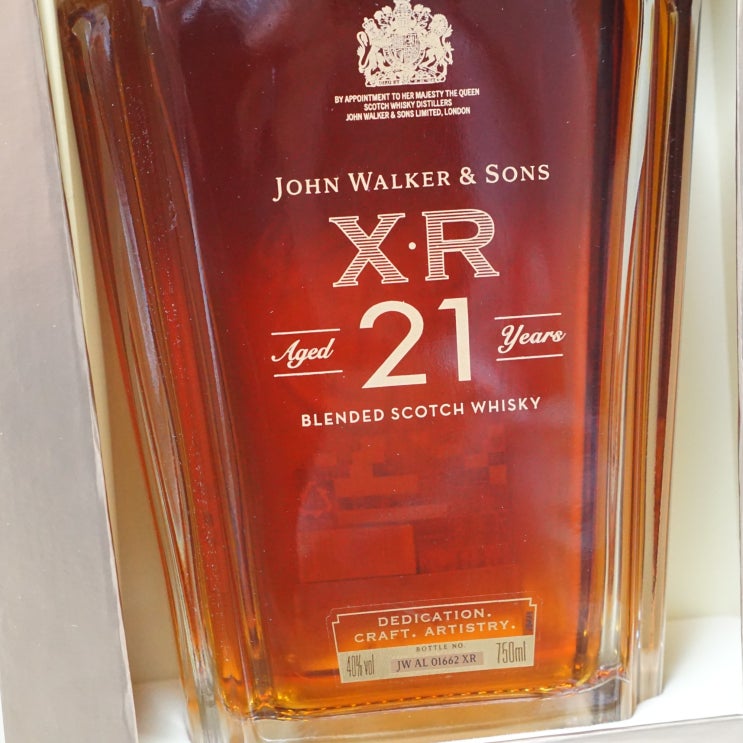 BY APPOINTMENT TO HER MAJESTY THE QUEEN
SCOTCH WHISKY DISTILLERS
JOHN WALKER & SONS LIMITED, LONDON
JOHN WALKER & SONS
X·R
Aged 21 Years
BLENDED SCOTCH WHISKY
DEDICATION.
CRAFT. ARTISTRY.
BOTTLE NO.
40% vol JW AL 01662 XR 750ml